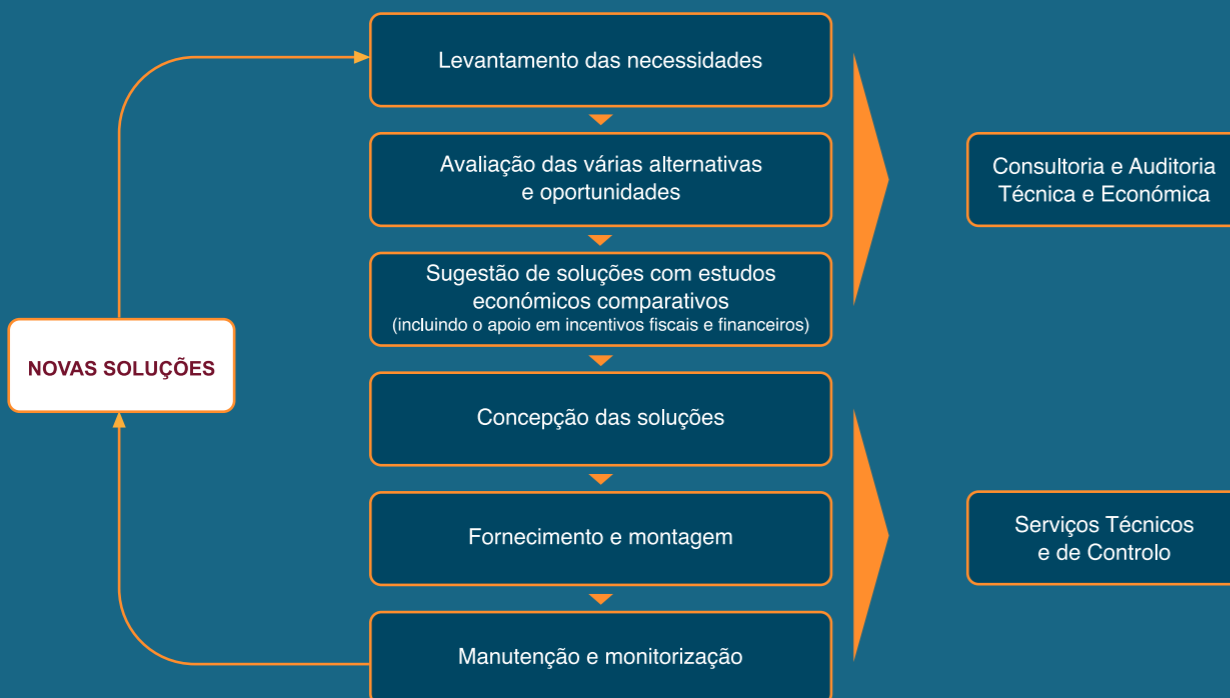 Levantamento das necessidades
Avaliação das várias alternativas
e oportunidades
Sugestão de soluções com estudos
económicos comparativos
(incluindo o apoio em incentivos fiscais e financeiros)
Concepção das soluções
Fornecimento e montagem
Manutenção e monitorização
NOVAS SOLUÇÕES
Consultoria e Auditoria
Técnica e Económica
Serviços Técnicos
e de Controlo